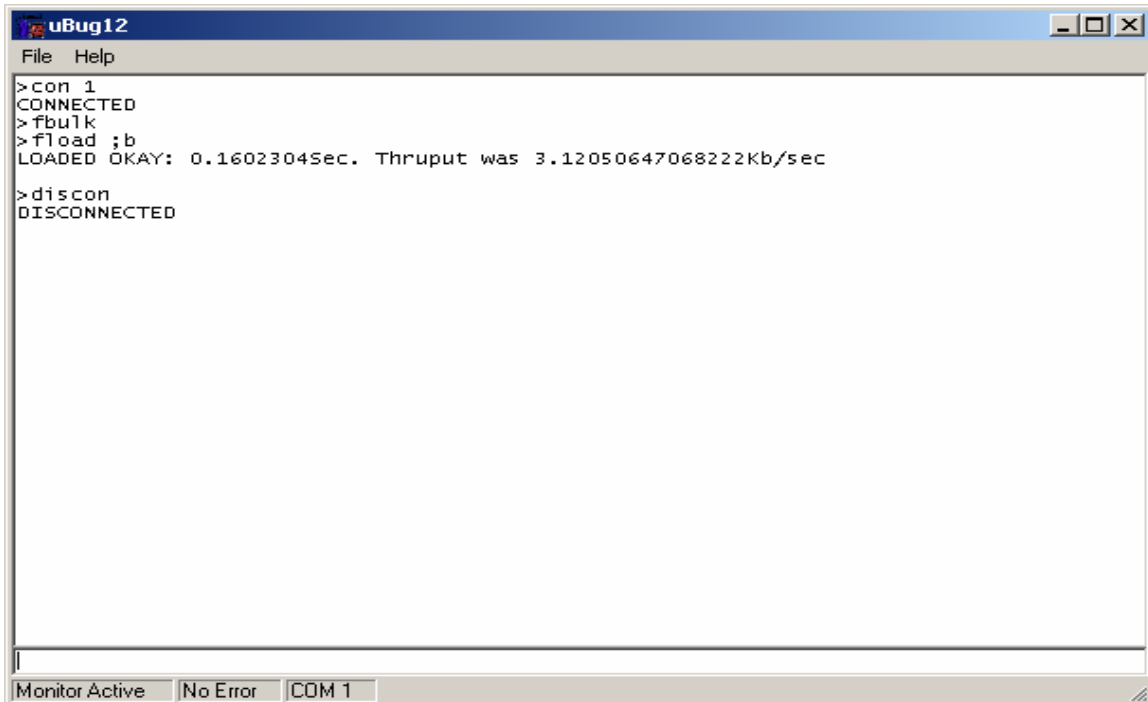 uBug12
File Help
>con 1
CONNECTED
>fbulk
>fload ;b
LOADED OKAY: 0.1602304Sec. Thruput was 3.12050647068222Kb/sec
>discon
DISCONNECTED
Monitor Active No Error COM 1